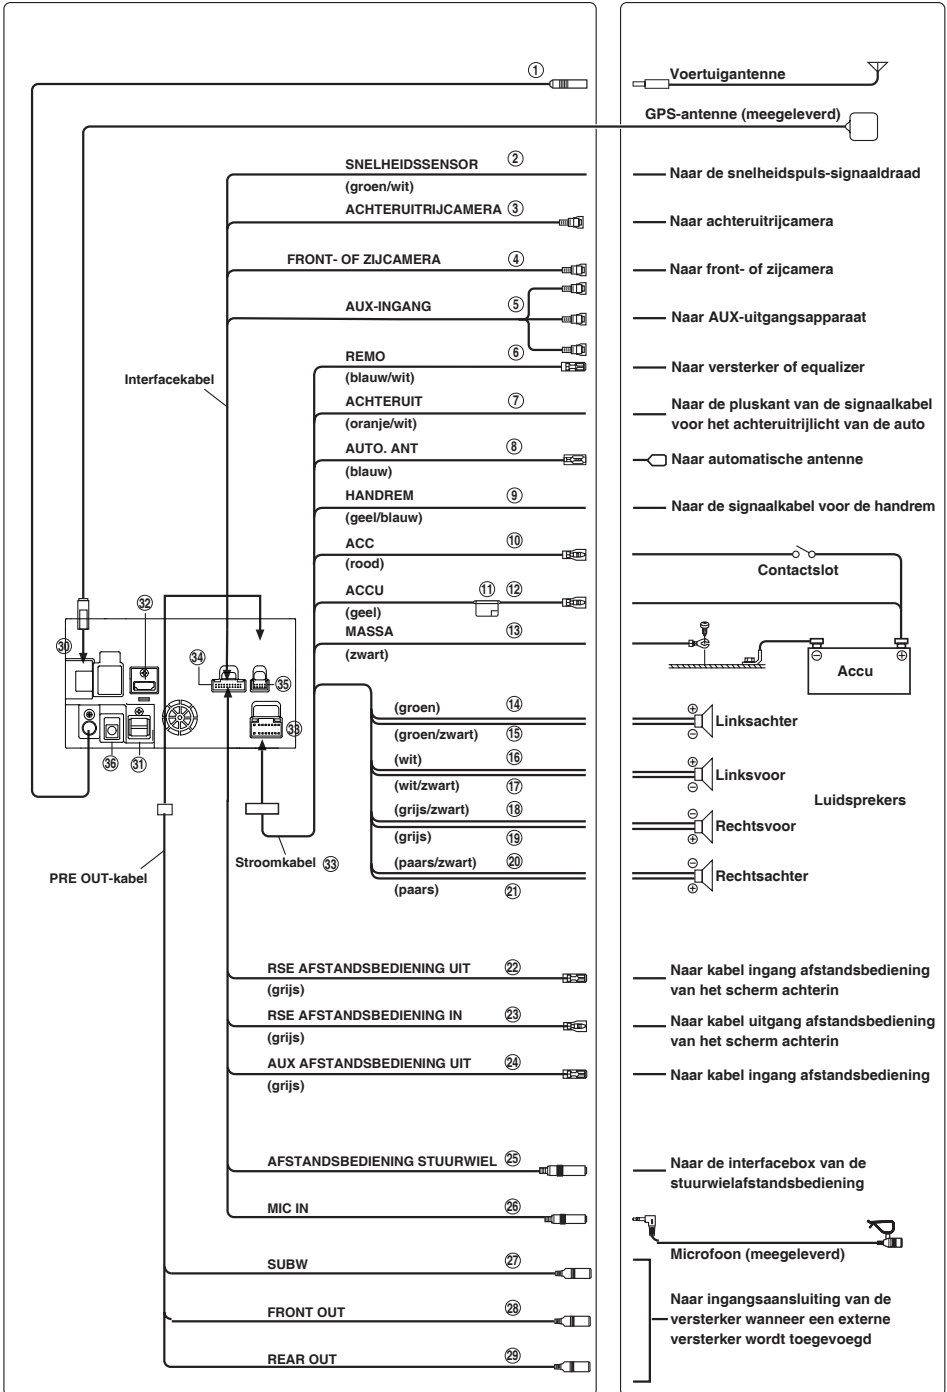 ① Voertuigantenne
GPS-antenne (meegeleverd)
SNELHEIDSSENSOR ②
(groen/wit)
Naar de snelheidspuls-signaaldraad
ACHTERUITRIJCAMERA ③
Naar achteruitrijcamera
FRONT- OF ZIJCAMERA ④
Naar front- of zijcamera
AUX-INGANG ⑤
Naar AUX-uitgangsapparaat
REMO ⑥
(blauw/wit)
Naar versterker of equalizer
Interfacekabel
ACHTERUIT ⑦
(oranje/wit)
Naar de pluskant van de signaalkabel
voor het achteruitrijlicht van de auto
AUTO. ANT ⑧
(blauw)
Naar automatische antenne
HANDREM ⑨
(geel/blauw)
Naar de signaalkabel voor de handrem
ACC ⑩
(rood)
Contactslot
ACCU ⑪ ⑫
(geel)
MASSA ⑬
(zwart)
⊖ ⊕
Accu
㉚ ㉜ ㉞ ㉟ ㉝ ㊱ ㉛
(groen) ⑭
(groen/zwart) ⑮
⊕ Linksachter ⊖
(wit) ⑯
(wit/zwart) ⑰
⊕ Linksvoor ⊖
Luidsprekers
(grijs/zwart) ⑱
(grijs) ⑲
⊖ Rechtsvoor ⊕
(paars/zwart) ⑳
(paars) ㉑
⊖ Rechtsachter ⊕
Stroomkabel ㉝
PRE OUT-kabel
RSE AFSTANDSBEDIENING UIT ㉒
(grijs)
Naar kabel ingang afstandsbediening
van het scherm achterin
RSE AFSTANDSBEDIENING IN ㉓
(grijs)
Naar kabel uitgang afstandsbediening
van het scherm achterin
AUX AFSTANDSBEDIENING UIT ㉔
(grijs)
Naar kabel ingang afstandsbediening
AFSTANDSBEDIENING STUURWIEL ㉕
Naar de interfacebox van de
stuurwielafstandsbediening
MIC IN ㉖
Microfoon (meegeleverd)
SUBW ㉗
FRONT OUT ㉘
REAR OUT ㉙
Naar ingangsaansluiting van de
versterker wanneer een externe
versterker wordt toegevoegd